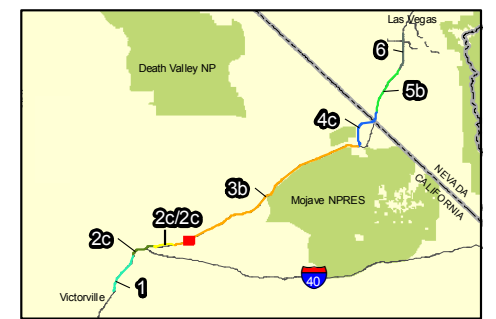 Las Vegas
6
Death Valley NP
5b
4c
NEVADA
CALIFORNIA
3b
Mojave NPRES
2c/2c
2c
40
1
Victorville